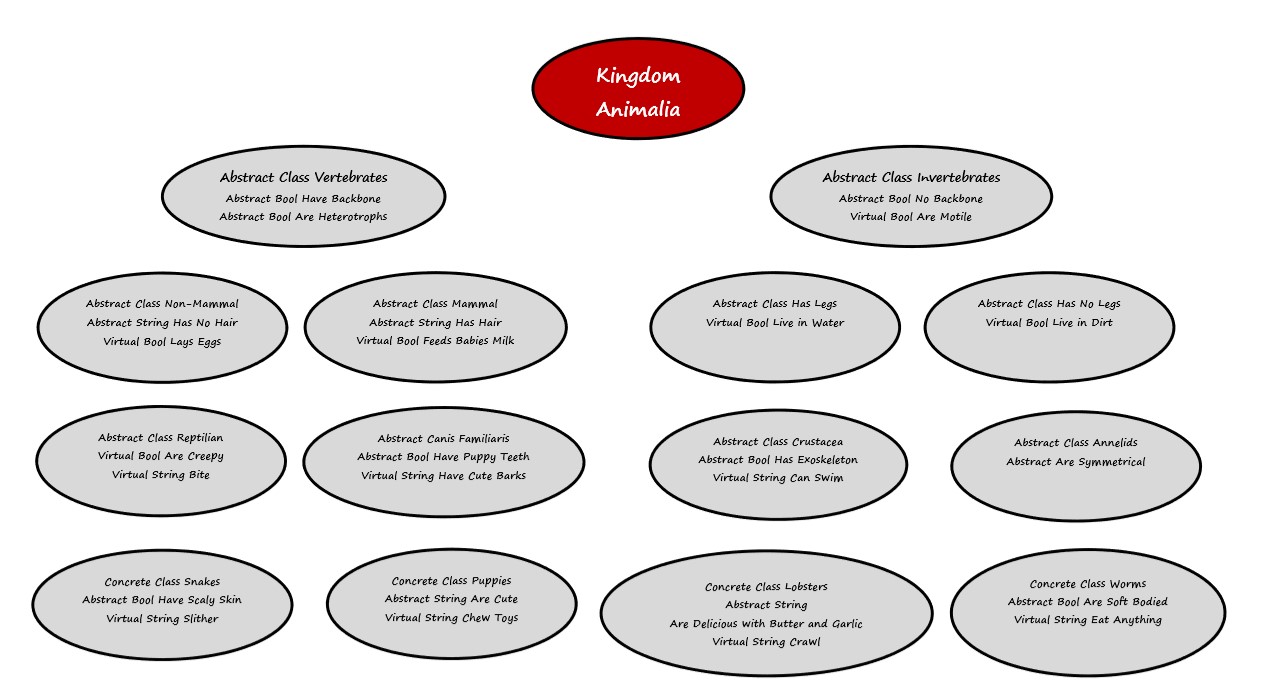 Kingdom
Animalia
Abstract Class Vertebrates
Abstract Bool Have Backbone
Abstract Bool Are Heterotrophs
Abstract Class Invertebrates
Abstract Bool No Backbone
Virtual Bool Are Motile
Abstract Class Non-Mammal
Abstract String Has No Hair
Virtual Bool Lays Eggs
Abstract Class Mammal
Abstract String Has Hair
Virtual Bool Feeds Babies Milk
Abstract Class Has Legs
Virtual Bool Live in Water
Abstract Class Has No Legs
Virtual Bool Live in Dirt
Abstract Class Reptilian
Virtual Bool Are Creepy
Virtual String Bite
Abstract Canis Familiaris
Abstract Bool Have Puppy Teeth
Virtual String Have Cute Barks
Abstract Class Crustacea
Abstract Bool Has Exoskeleton
Virtual String Can Swim
Abstract Class Annelids
Abstract Are Symmetrical
Concrete Class Snakes
Abstract Bool Have Scaly Skin
Virtual String Slither
Concrete Class Puppies
Abstract String Are Cute
Virtual String Chew Toys
Concrete Class Lobsters
Abstract String
Are Delicious with Butter and Garlic
Virtual String Crawl
Concrete Class Worms
Abstract Bool Are Soft Bodied
Virtual String Eat Anything